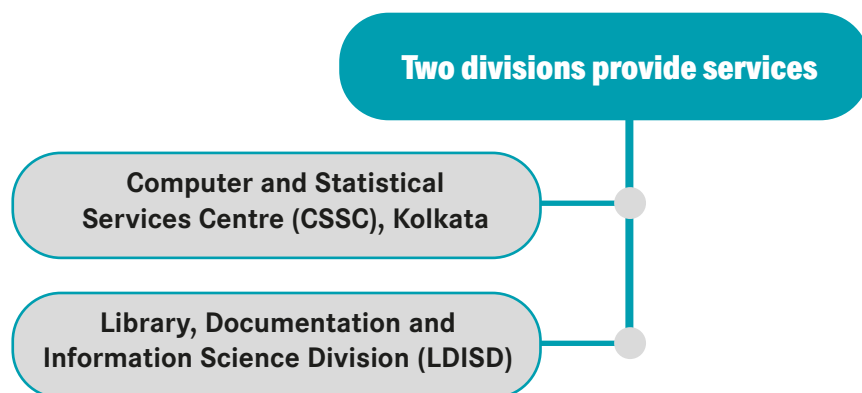 Two divisions provide services
Computer and Statistical
Services Centre (CSSC), Kolkata
Library, Documentation and
Information Science Division (LDISD)